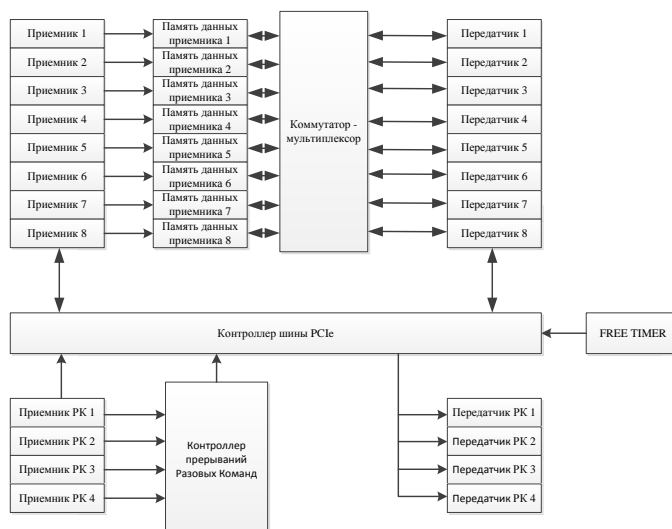 Приемник 1
Память данных
приемника 1
Передатчик 1
Приемник 2
Память данных
приемника 2
Передатчик 2
Приемник 3
Память данных
приемника 3
Передатчик 3
Приемник 4
Память данных
приемника 4
Коммутатор -
мультиплексор
Передатчик 4
Приемник 5
Память данных
приемника 5
Передатчик 5
Приемник 6
Память данных
приемника 6
Передатчик 6
Приемник 7
Память данных
приемника 7
Передатчик 7
Приемник 8
Память данных
приемника 8
Передатчик 8
Контроллер шины PCIe
FREE TIMER
Приемник РК 1
Приемник РК 2
Приемник РК 3
Приемник РК 4
Контроллер
прерываний
Разовых Команд
Передатчик РК 1
Передатчик РК 2
Передатчик РК 3
Передатчик РК 4